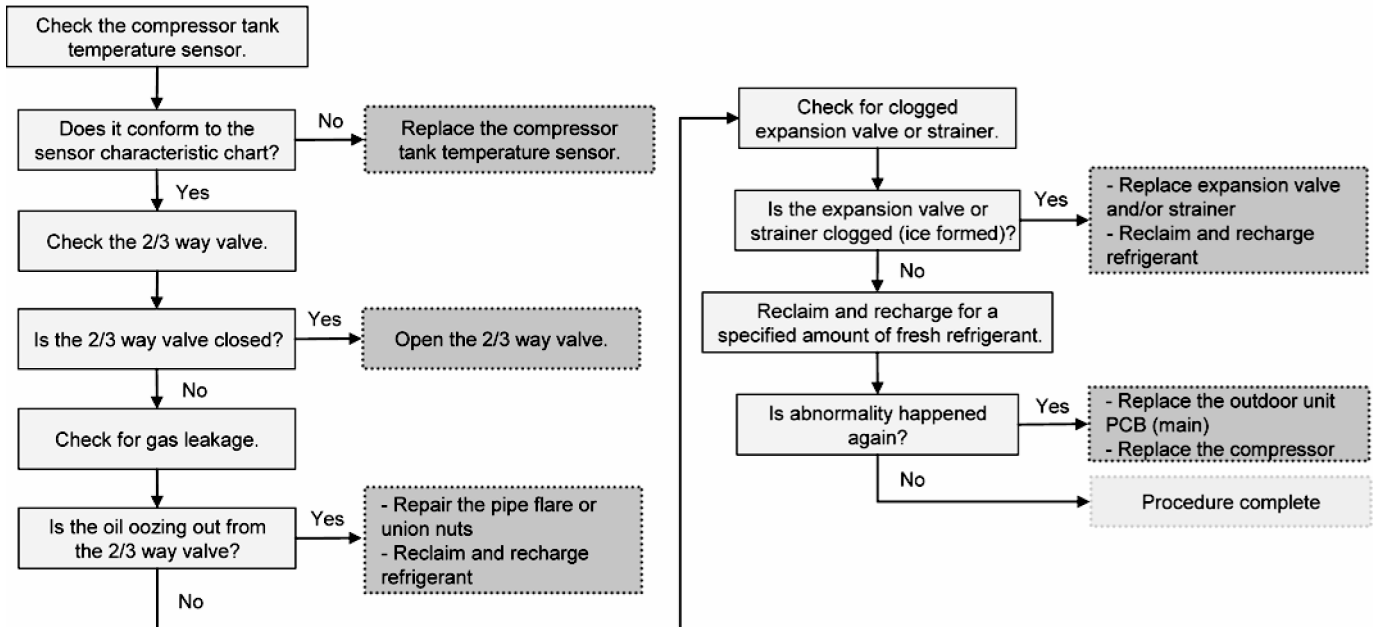 Check the compressor tank
temperature sensor.
Does it conform to the
sensor characteristic chart?
No
Replace the compressor
tank temperature sensor.
Yes
Check the 2/3 way valve.
Is the 2/3 way valve closed?
Yes
Open the 2/3 way valve.
No
Check for gas leakage.
Is the oil oozing out from
the 2/3 way valve?
Yes
- Repair the pipe flare or
union nuts
- Reclaim and recharge
refrigerant
No
Check for clogged
expansion valve or strainer.
Is the expansion valve or
strainer clogged (ice formed)?
Yes
- Replace expansion valve
and/or strainer
- Reclaim and recharge
refrigerant
No
Reclaim and recharge for a
specified amount of fresh refrigerant.
Is abnormality happened
again?
Yes
- Replace the outdoor unit
PCB (main)
- Replace the compressor
No
Procedure complete